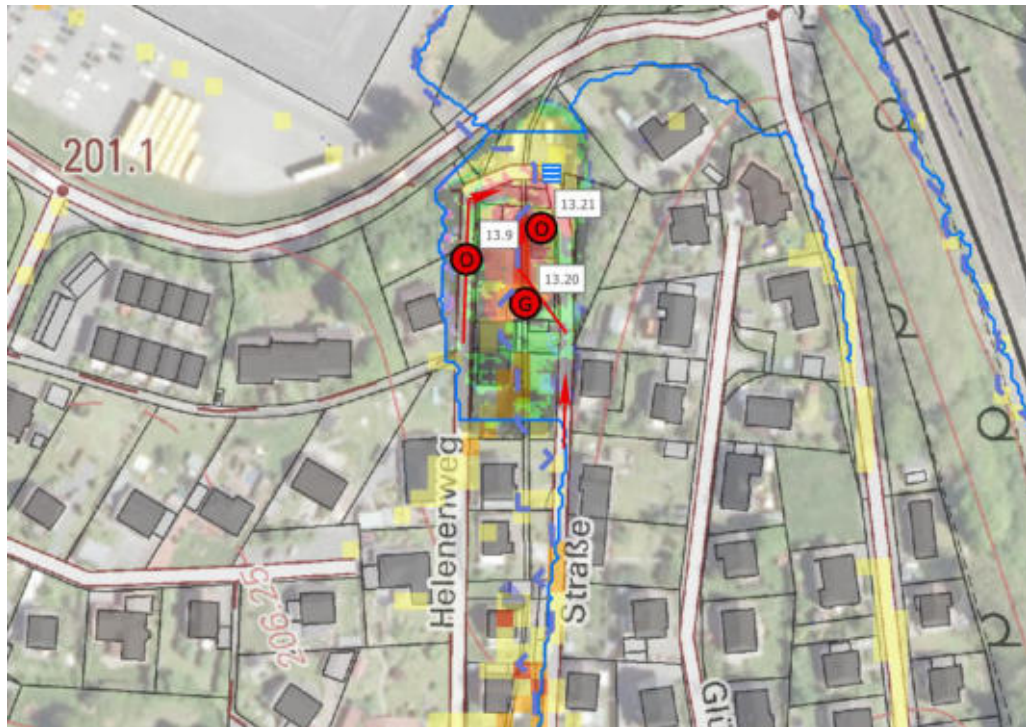 201.1
13.21
13.9
O
O
13.20
G
Helenenweg
Straße
206.25
Glü